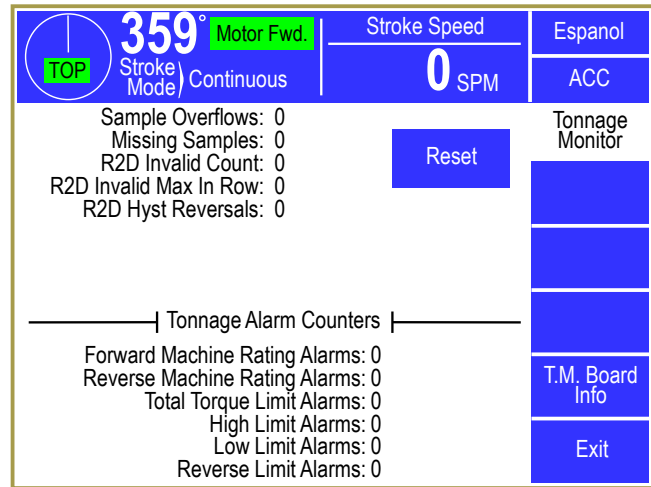 359° Motor Fwd.
TOP
Stroke Mode) Continuous
Stroke Speed
0 SPM
Espanol
ACC
Tonnage
Monitor
Sample Overflows: 0
Missing Samples: 0
R2D Invalid Count: 0
R2D Invalid Max In Row: 0
R2D Hyst Reversals: 0
Reset
Tonnage Alarm Counters
Forward Machine Rating Alarms: 0
Reverse Machine Rating Alarms: 0
Total Torque Limit Alarms: 0
High Limit Alarms: 0
Low Limit Alarms: 0
Reverse Limit Alarms: 0
T.M. Board
Info
Exit